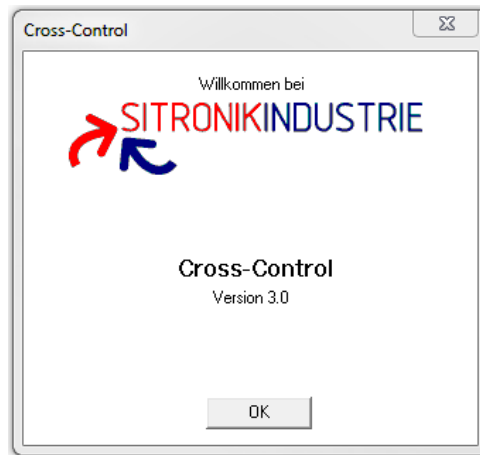 Cross-Control
Willkommen bei
SITRONIKINDUSTRIE
Cross-Control
Version 3.0
OK